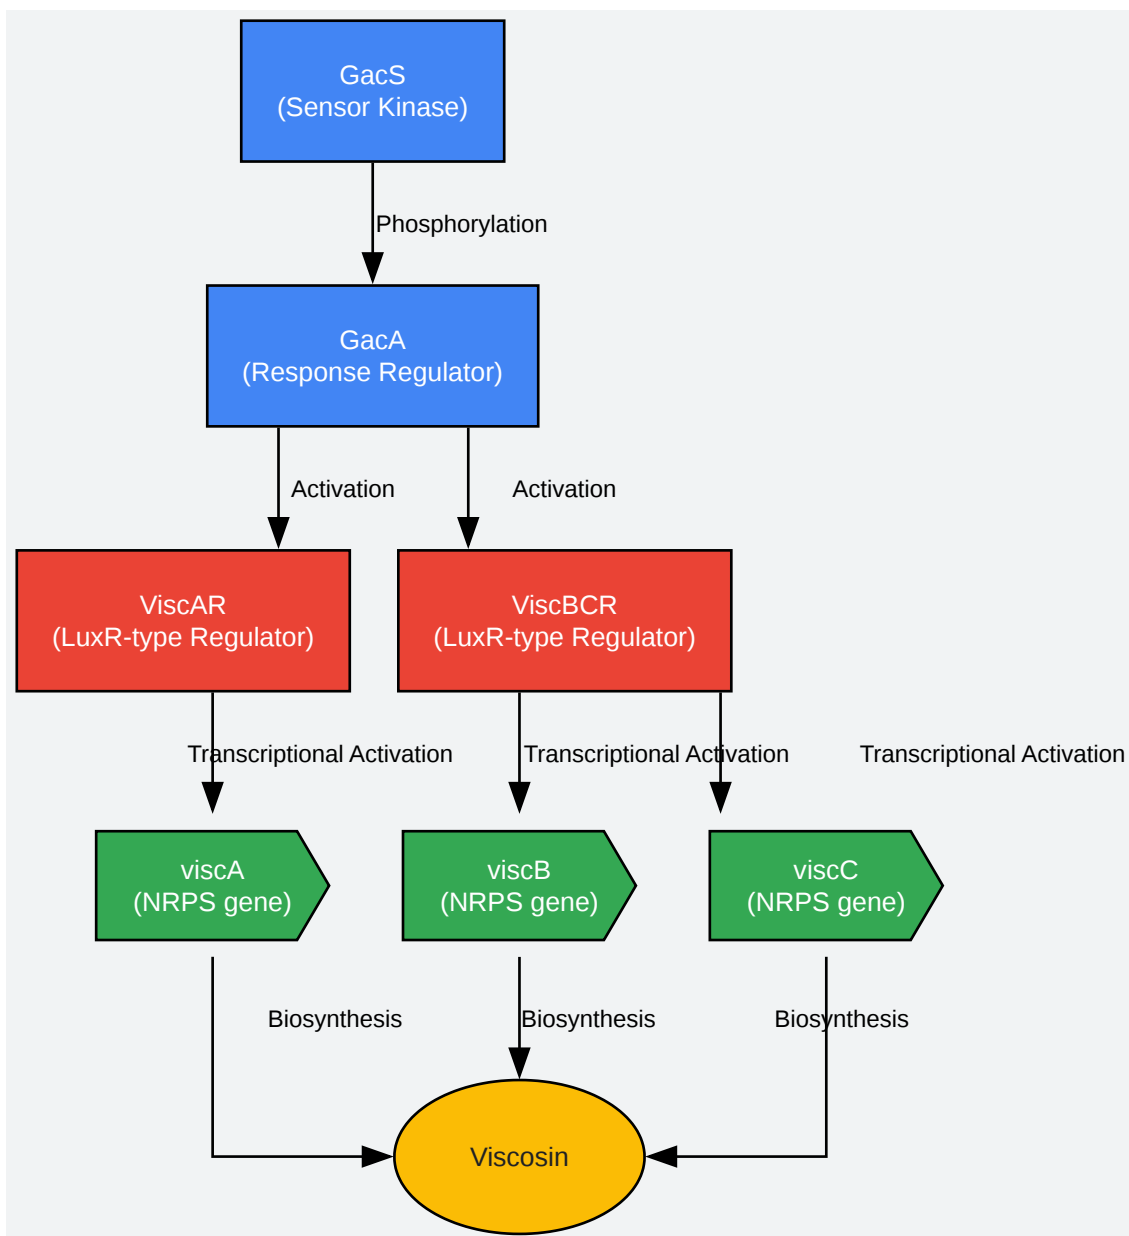 GacS
(Sensor Kinase)
Phosphorylation
GacA
(Response Regulator)
Activation
Activation
ViscAR
(LuxR-type Regulator)
ViscBCR
(LuxR-type Regulator)
Transcriptional Activation
Transcriptional Activation
Transcriptional Activation
viscA
(NRPS gene)
viscB
(NRPS gene)
viscC
(NRPS gene)
Biosynthesis
Biosynthesis
Biosynthesis
Viscosin